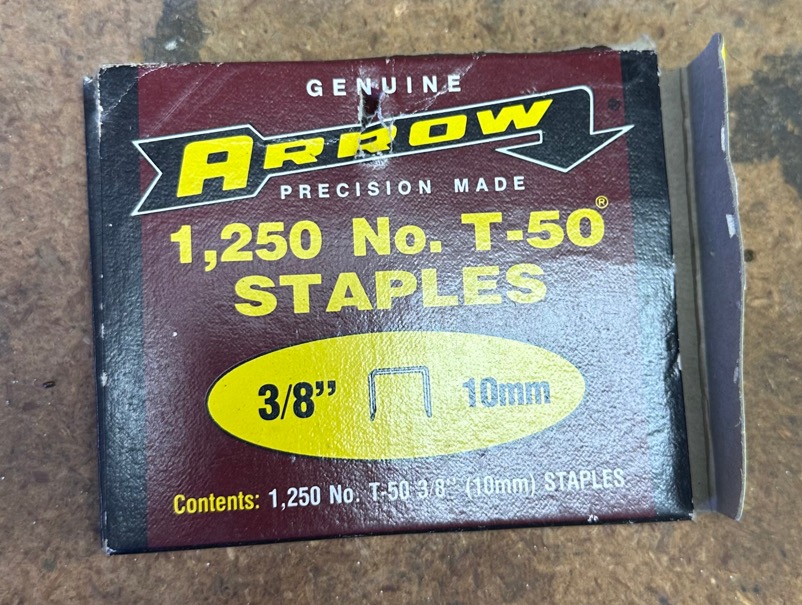 GENUINE
ARROW
PRECISION MADE
1,250 No. T-50®
STAPLES
3/8” 10mm
Contents: 1,250 No. T-50 3/8” (10mm) STAPLES